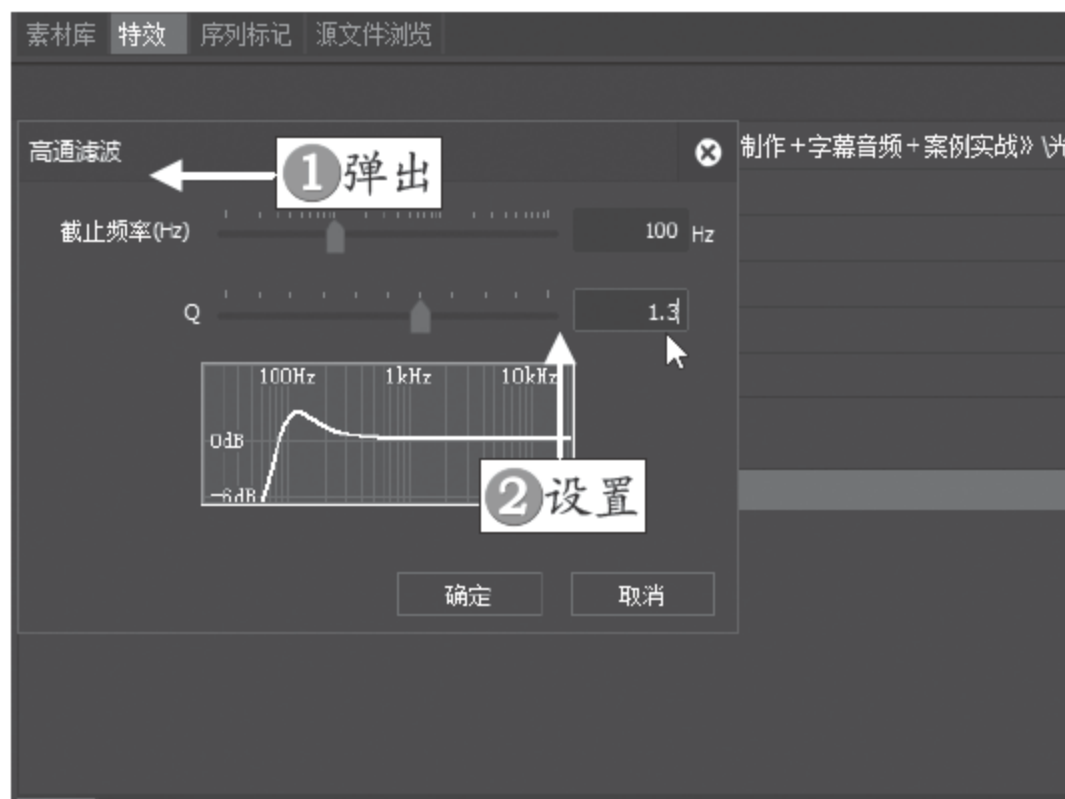 素材库 特效 序列标记 源文件浏览
高通滤波
制作+字幕音频+案例实战》\光
1弹出
截止频率(Hz) 100 Hz
Q 1.3
100Hz 1kHz 10kHz
0dB
-6dB
2设置
确定 取消